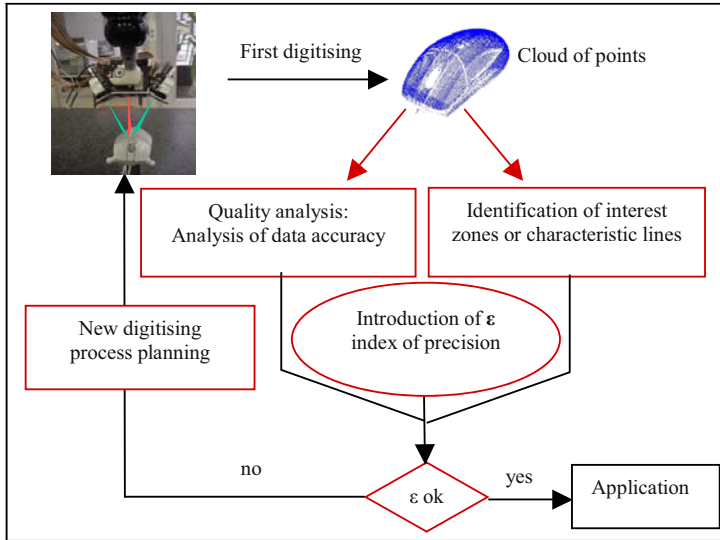 First digitising
Cloud of points
Quality analysis:
Analysis of data accuracy
Identification of interest
zones or characteristic lines
Introduction of ε
index of precision
New digitising
process planning
no
ε ok
yes
Application